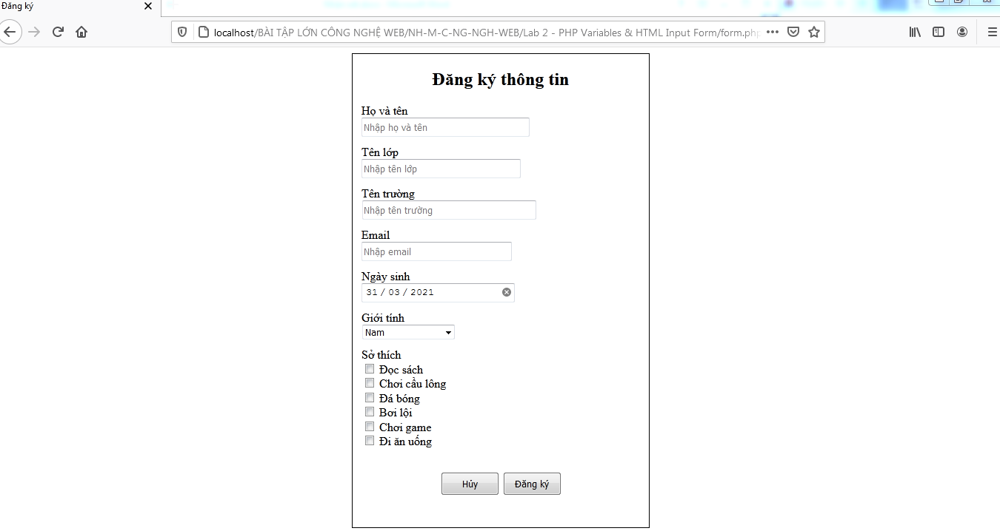 Đăng ký
localhost/BÀI TẬP LỚN CÔNG NGHỆ WEB/NH-M-C-NG-NGH-WEB/Lab 2 - PHP Variables & HTML Input Form/form.php
Đăng ký thông tin
Họ và tên
Nhập họ và tên
Tên lớp
Nhập tên lớp
Tên trường
Nhập tên trường
Email
Nhập email
Ngày sinh
31 / 03 / 2021
Giới tính
Nam
Sở thích
Đọc sách
Chơi cầu lông
Đá bóng
Bơi lội
Chơi game
Đi ăn uống
Hủy Đăng ký